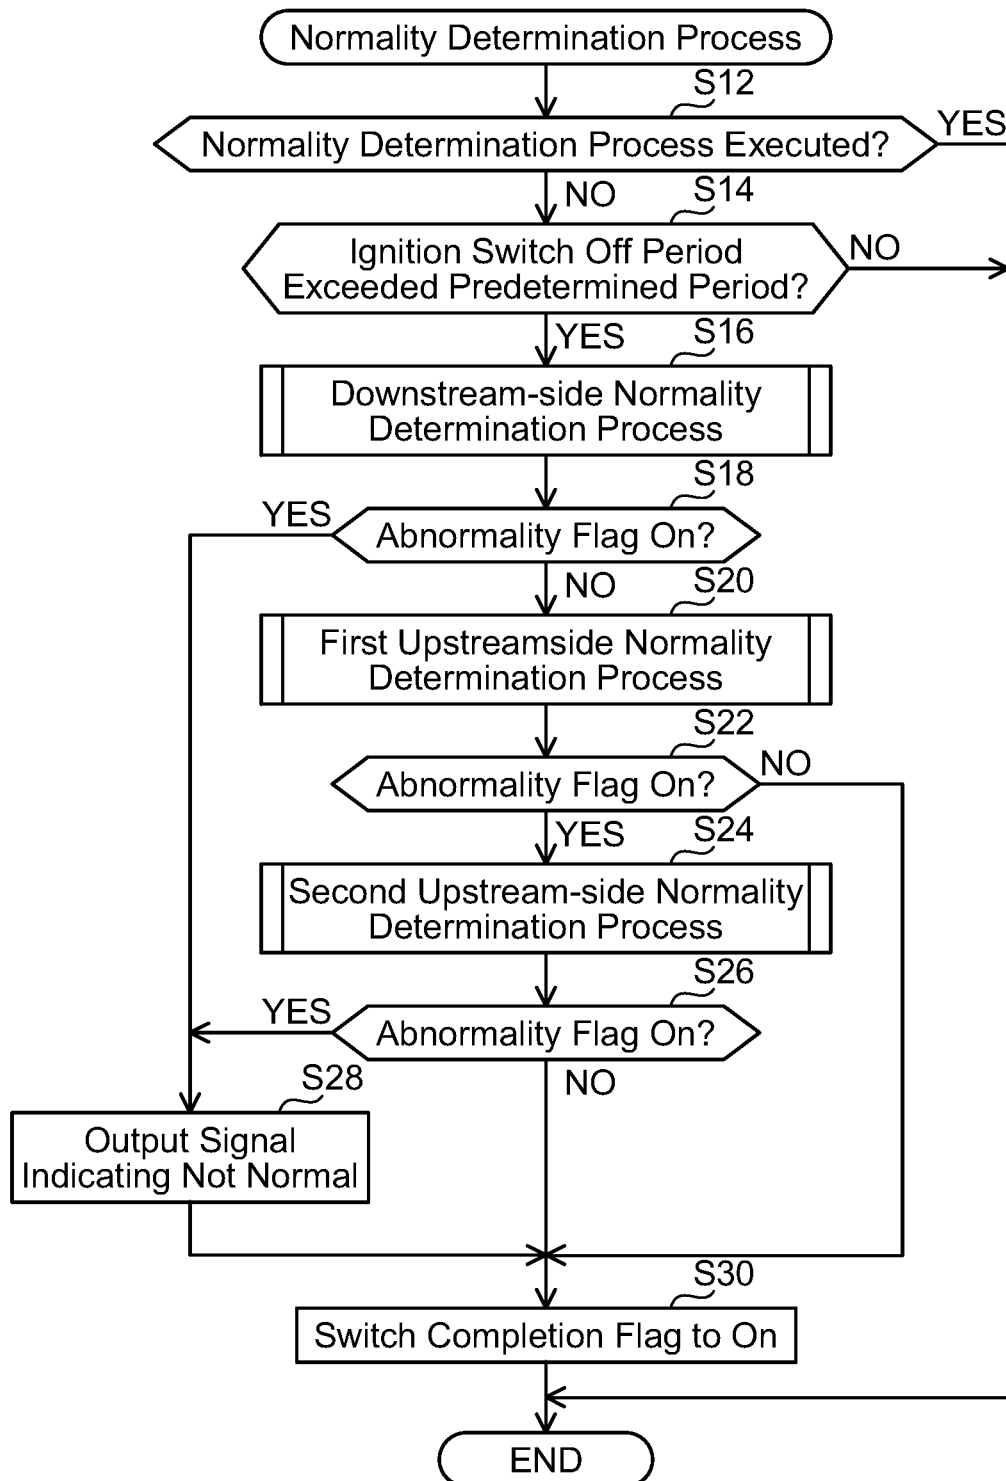 Normality Determination Process
S12
Normality Determination Process Executed?
YES
NO
S14
Ignition Switch Off Period
Exceeded Predetermined Period?
NO
YES
S16
Downstream-side Normality
Determination Process
S18
YES
Abnormality Flag On?
NO
S20
First Upstreamside Normality
Determination Process
S22
Abnormality Flag On?
NO
YES
S24
Second Upstream-side Normality
Determination Process
S26
YES
Abnormality Flag On?
NO
S28
Output Signal
Indicating Not Normal
S30
Switch Completion Flag to On
END